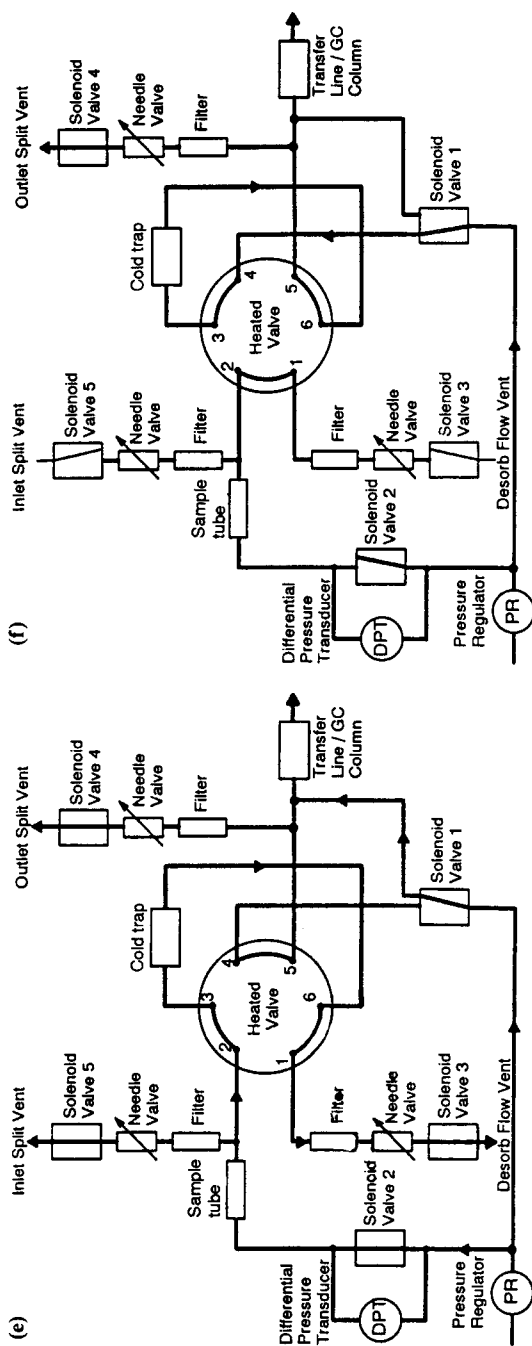 (e)
Inlet Split Vent
Solenoid
Valve 5
Needle
Valve
Filter
Sample
tube
Outlet Split Vent
Solenoid
Valve 4
Needle
Valve
Filter
Cold trap
Heated
Valve
1
2
3
4
5
6
Transfer
Line / GC
Column
Solenoid
Valve 1
Filter
Needle
Valve
Solenoid
Valve 3
Desorb Flow Vent
Solenoid
Valve 2
Differential
Pressure
Transducer
DPT
Pressure
Regulator
PR
(f)
Inlet Split Vent
Solenoid
Valve 5
Needle
Valve
Filter
Sample
tube
Outlet Split Vent
Solenoid
Valve 4
Needle
Valve
Filter
Cold trap
Heated
Valve
1
2
3
4
5
6
Transfer
Line / GC
Column
Solenoid
Valve 1
Filter
Needle
Valve
Solenoid
Valve 3
Desorb Flow Vent
Solenoid
Valve 2
Differential
Pressure
Transducer
DPT
Pressure
Regulator
PR